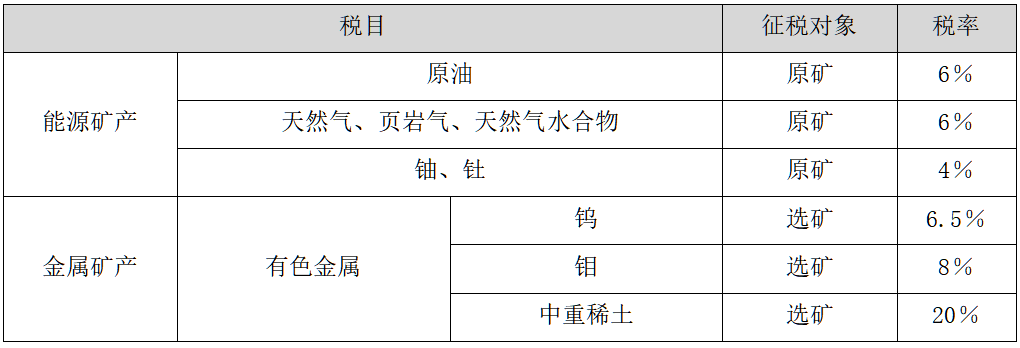 税目 征税对象 税率
能源矿产 原油 原矿 6%
天然气、页岩气、天然气水合物 原矿 6%
铀、钍 原矿 4%
金属矿产 有色金属 钨 选矿 6.5%
钼 选矿 8%
中重稀土 选矿 20%